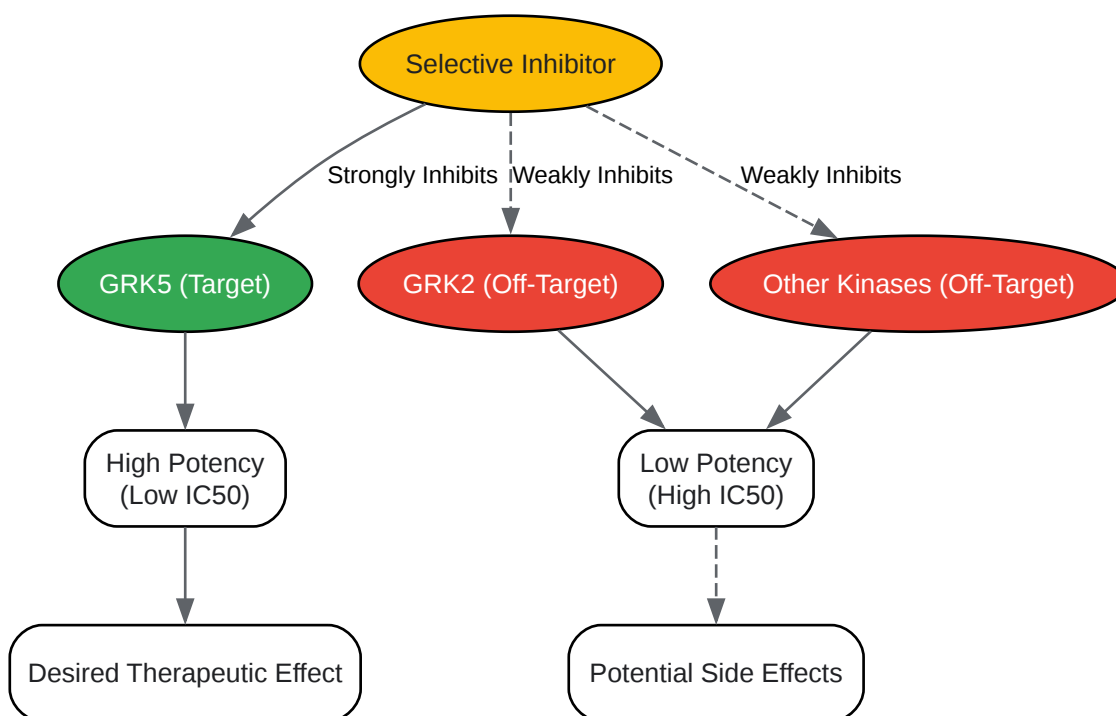 Selective Inhibitor
Strongly Inhibits
Weakly Inhibits
Weakly Inhibits
GRK5 (Target)
GRK2 (Off-Target)
Other Kinases (Off-Target)
High Potency
(Low IC50)
Low Potency
(High IC50)
Desired Therapeutic Effect
Potential Side Effects